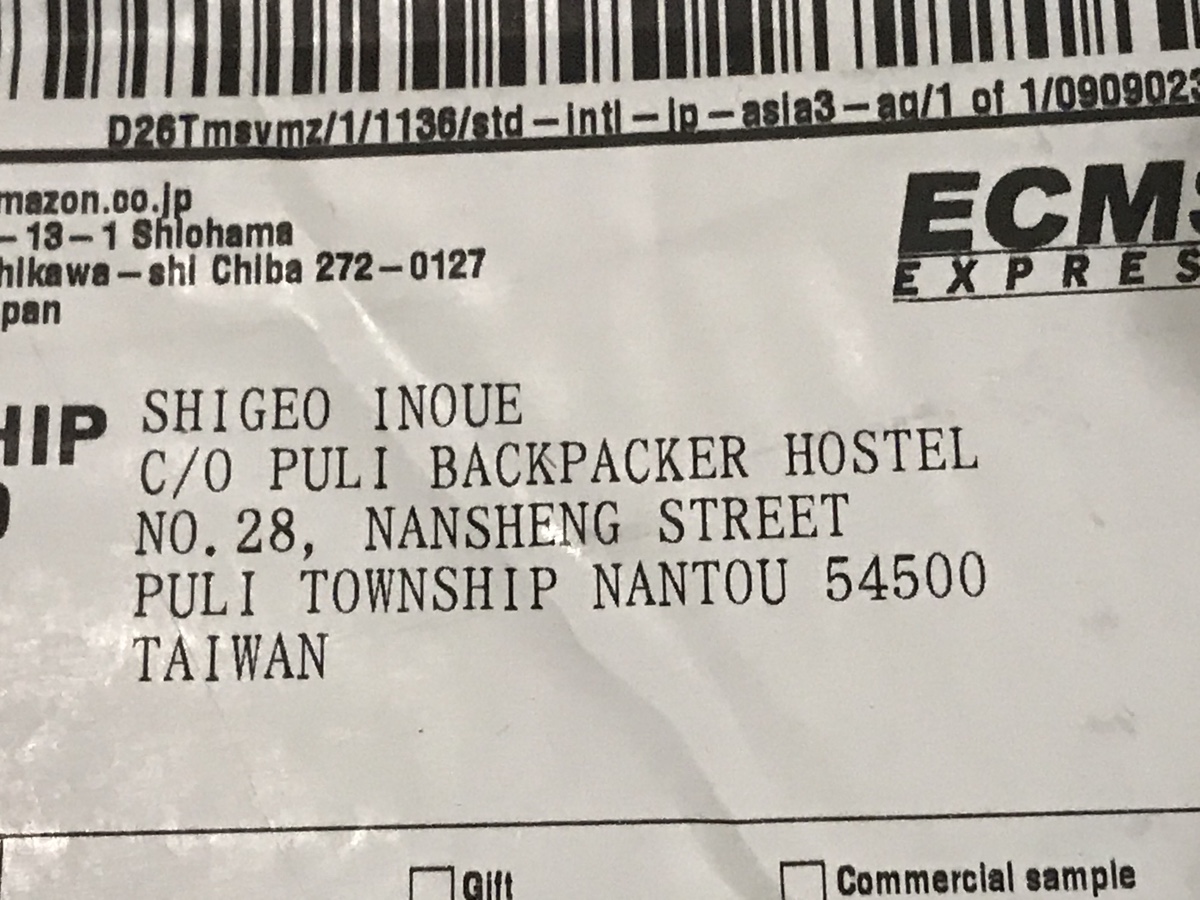 D26Tmsvmz/1/1136/std-intl-jp-asia3-ag/1 of 1/0909023
mazon.co.jp
-13-1 Shiohama
hikawa-shi Chiba 272-0127
pan
ECMS
EXPRES
HIP
SHIGEO INOUE
C/O PULI BACKPACKER HOSTEL
NO.28, NANSHENG STREET
PULI TOWNSHIP NANTOU 54500
TAIWAN
Gift
Commercial sample